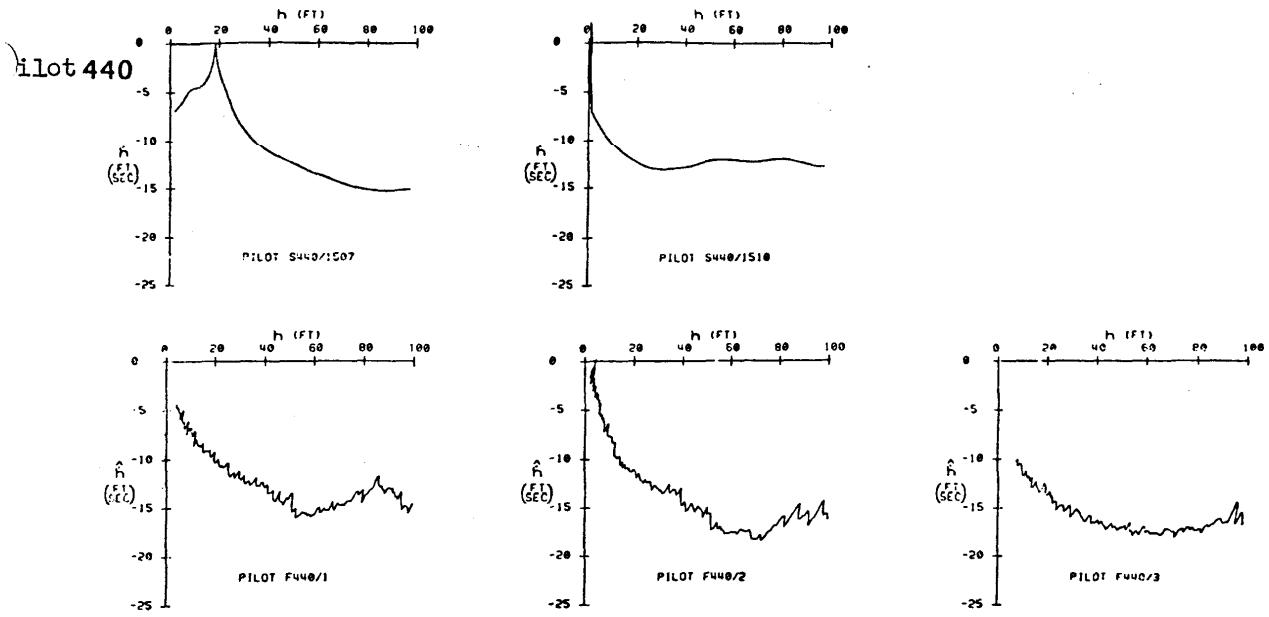 ilot 440
h (FT)
0 20 40 60 80 100
0
-5
-10
-15
-20
-25
ḣ
(FT/SEC)
PILOT S440/1507
h (FT)
0 20 40 60 80 100
0
-5
-10
-15
-20
-25
ḣ
(FT/SEC)
PILOT S440/1510
h (FT)
0 20 40 60 80 100
0
-5
-10
-15
-20
-25
ĥ
(FT/SEC)
PILOT F440/1
h (FT)
0 20 40 60 80 100
0
-5
-10
-15
-20
-25
ĥ
(FT/SEC)
PILOT F440/2
h (FT)
20 40 60 80 100
0
-5
-10
-15
-20
-25
ĥ
(FT/SEC)
PILOT F440/3